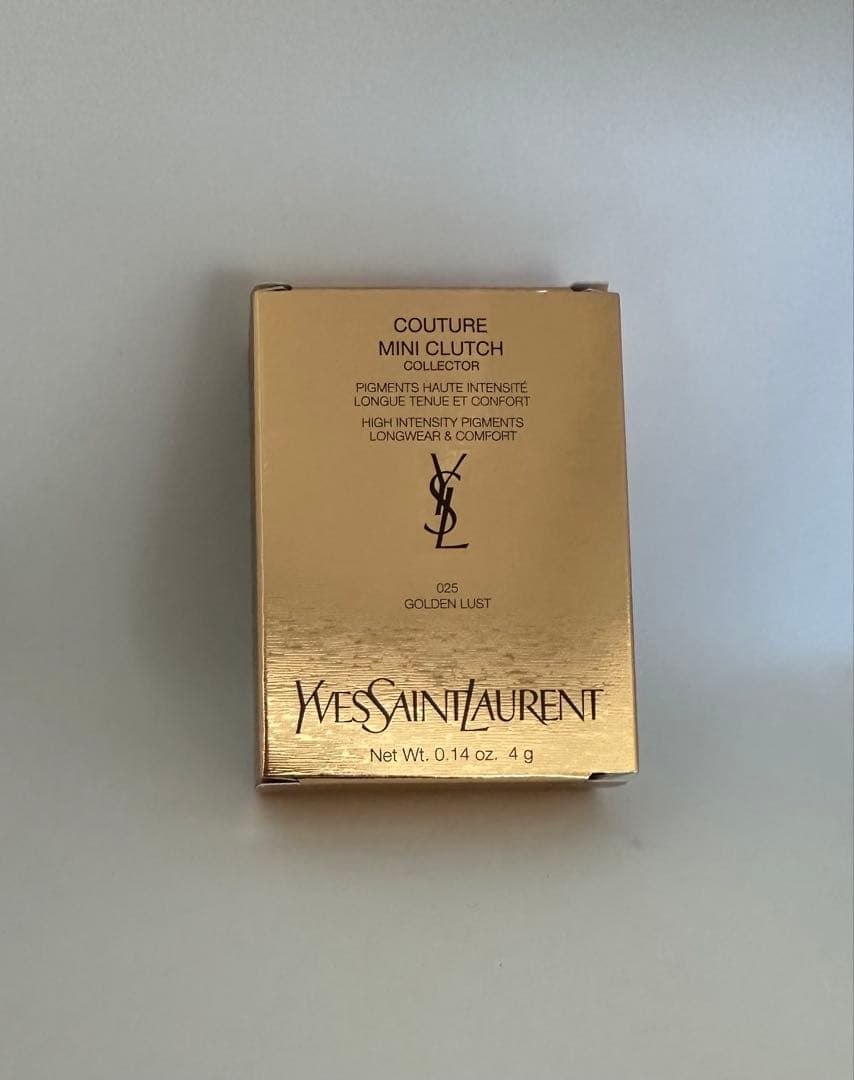 COUTURE
MINI CLUTCH
COLLECTOR
PIGMENTS HAUTE INTENSITÉ
LONGUE TENUE ET CONFORT
HIGH INTENSITY PIGMENTS
LONGWEAR & COMFORT
YSL
025
GOLDEN LUST
YVESSAINTLAURENT
Net Wt. 0.14 oz. 4 g